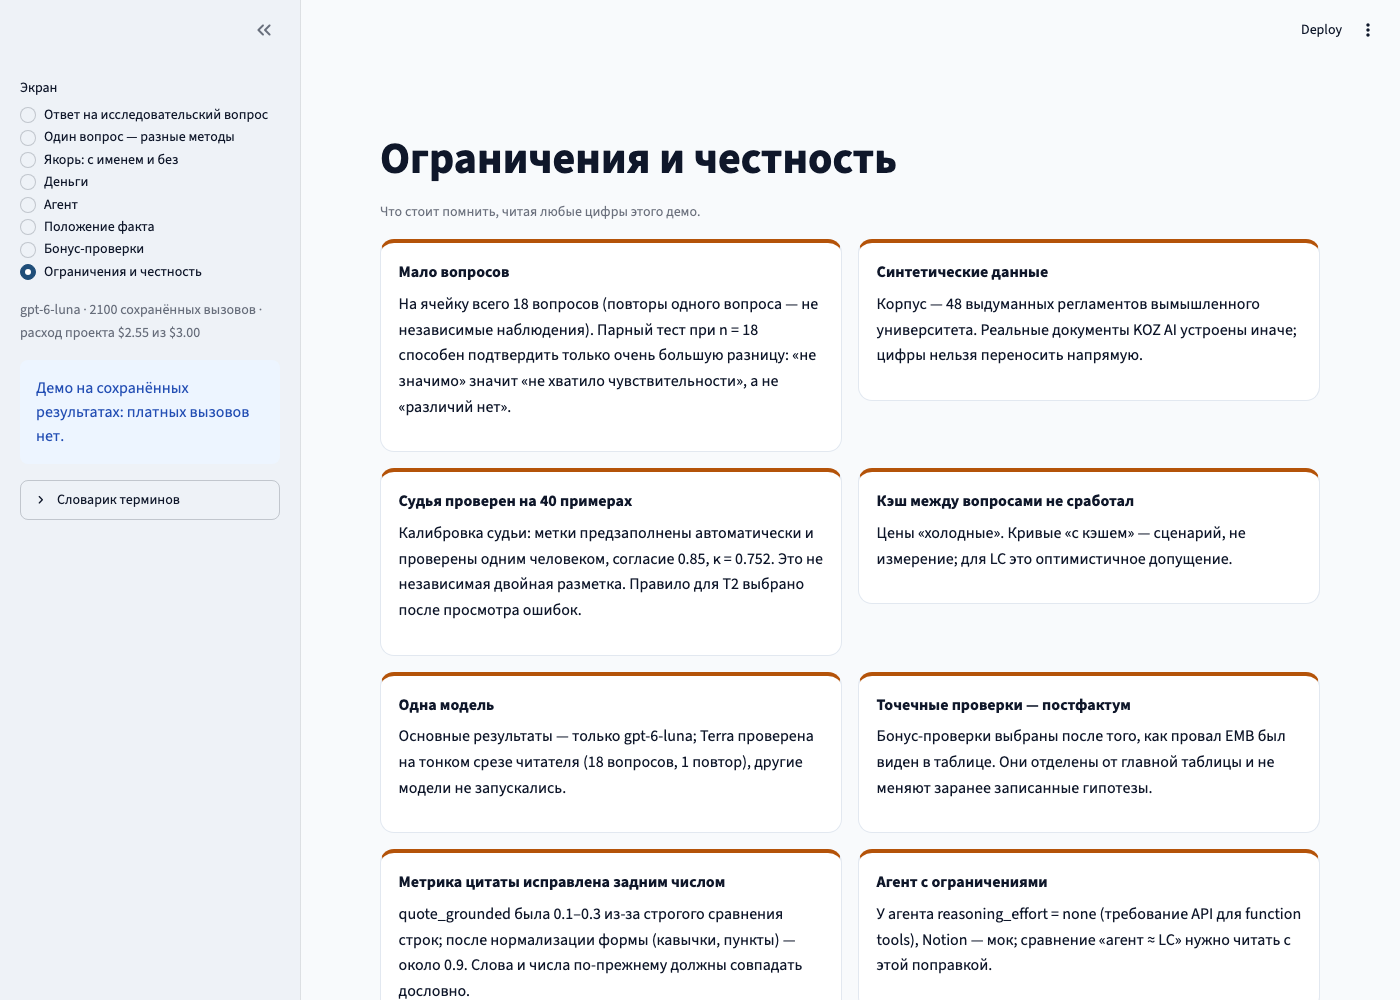 Deploy
Экран
Ответ на исследовательский вопрос
Один вопрос — разные методы
Якорь: с именем и без
Деньги
Агент
Положение факта
Бонус-проверки
Ограничения и честность
gpt-6-luna · 2100 сохранённых вызовов ·
расход проекта $2.55 из $3.00
Демо на сохранённых
результатах: платных вызовов
нет.
Словарик терминов
Ограничения и честность
Что стоит помнить, читая любые цифры этого демо.
Мало вопросов
На ячейку всего 18 вопросов (повторы одного вопроса — не
независимые наблюдения). Парный тест при n = 18
способен подтвердить только очень большую разницу: «не
значимо» значит «не хватило чувствительности», а не
«различий нет».
Синтетические данные
Корпус — 48 выдуманных регламентов вымышленного
университета. Реальные документы KOZ AI устроены иначе;
цифры нельзя переносить напрямую.
Судья проверен на 40 примерах
Калибровка судьи: метки предзаполнены автоматически и
проверены одним человеком, согласие 0.85, κ = 0.752. Это не
независимая двойная разметка. Правило для T2 выбрано
после просмотра ошибок.
Кэш между вопросами не сработал
Цены «холодные». Кривые «с кэшем» — сценарий, не
измерение; для LC это оптимистичное допущение.
Одна модель
Основные результаты — только gpt-6-luna; Terra проверена
на тонком срезе читателя (18 вопросов, 1 повтор), другие
модели не запускались.
Точечные проверки — постфактум
Бонус-проверки выбраны после того, как провал EMB был
виден в таблице. Они отделены от главной таблицы и не
меняют заранее записанные гипотезы.
Метрика цитаты исправлена задним числом
quote_grounded была 0.1–0.3 из-за строгого сравнения
строк; после нормализации формы (кавычки, пункты) —
около 0.9. Слова и числа по-прежнему должны совпадать
дословно.
Агент с ограничениями
У агента reasoning_effort = none (требование API для function
tools), Notion — мок; сравнение «агент ≈ LC» нужно читать с
этой поправкой.